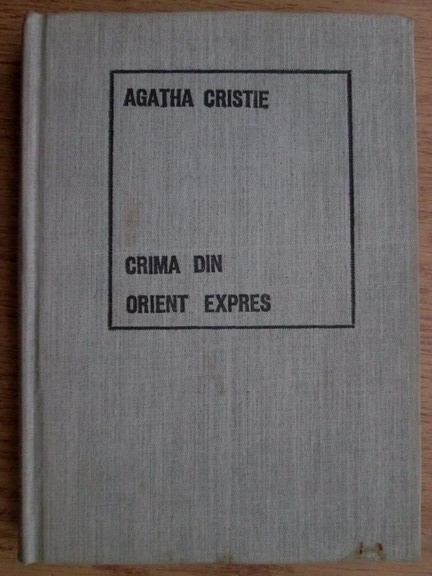 AGATHA CRISTIE
CRIMA DIN
ORIENT EXPRES